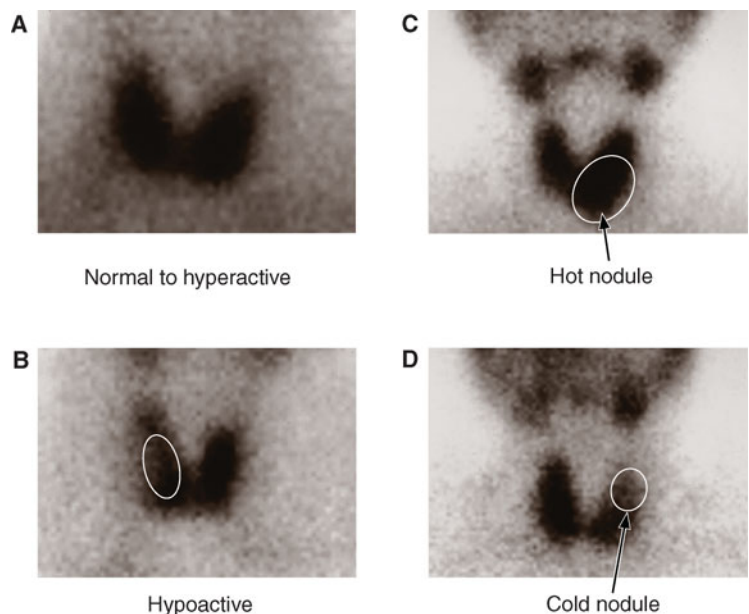 A
Normal to hyperactive
C
Hot nodule
B
Hypoactive
D
Cold nodule